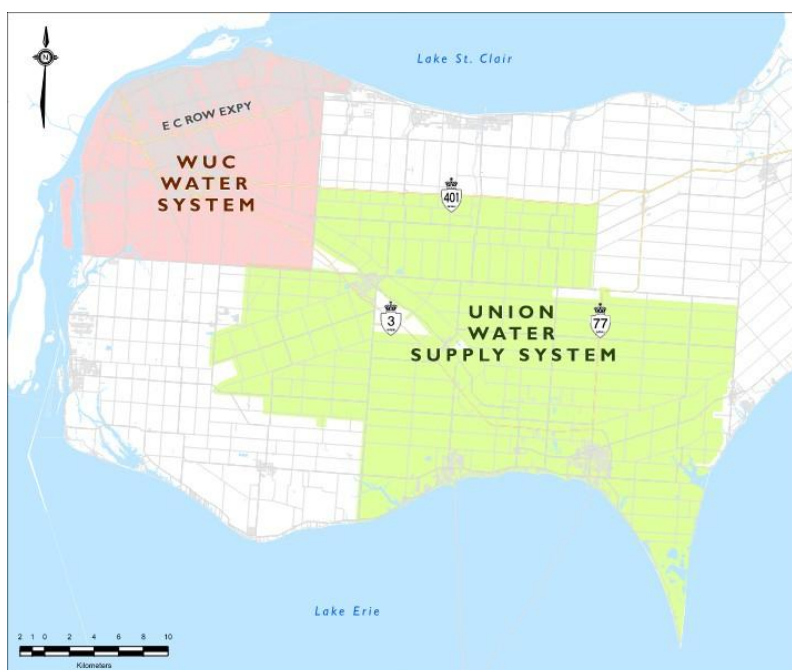 N
Lake St. Clair
E C ROW EXPY
WUC
WATER
SYSTEM
401
3
UNION
WATER
SUPPLY SYSTEM
77
Lake Erie
2 1 0 2 4 6 8 10
Kilometers